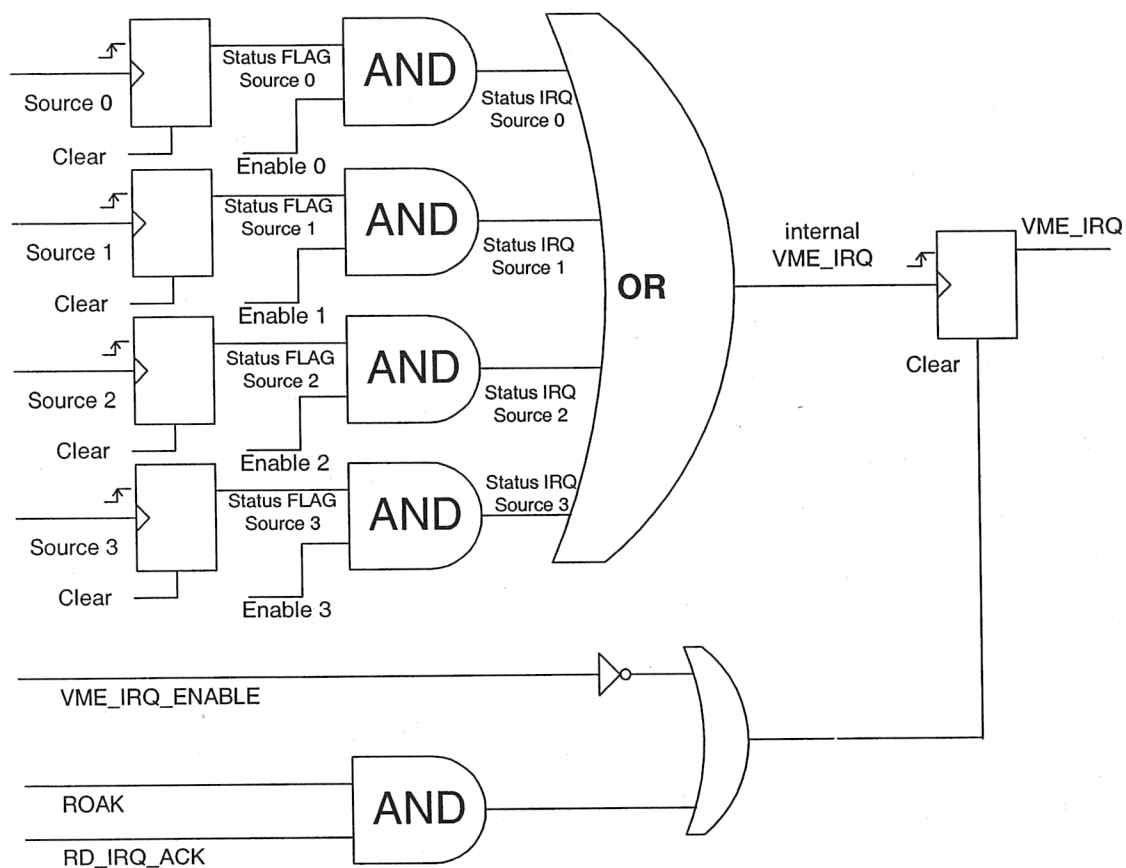 Source 0
Clear
Status FLAG
Source 0
Enable 0
AND
Status IRQ
Source 0
Source 1
Clear
Status FLAG
Source 1
Enable 1
AND
Status IRQ
Source 1
Source 2
Clear
Status FLAG
Source 2
Enable 2
AND
Status IRQ
Source 2
Source 3
Clear
Status FLAG
Source 3
Enable 3
AND
Status IRQ
Source 3
OR
internal
VME_IRQ
VME_IRQ
Clear
VME_IRQ_ENABLE
ROAK
RD_IRQ_ACK
AND